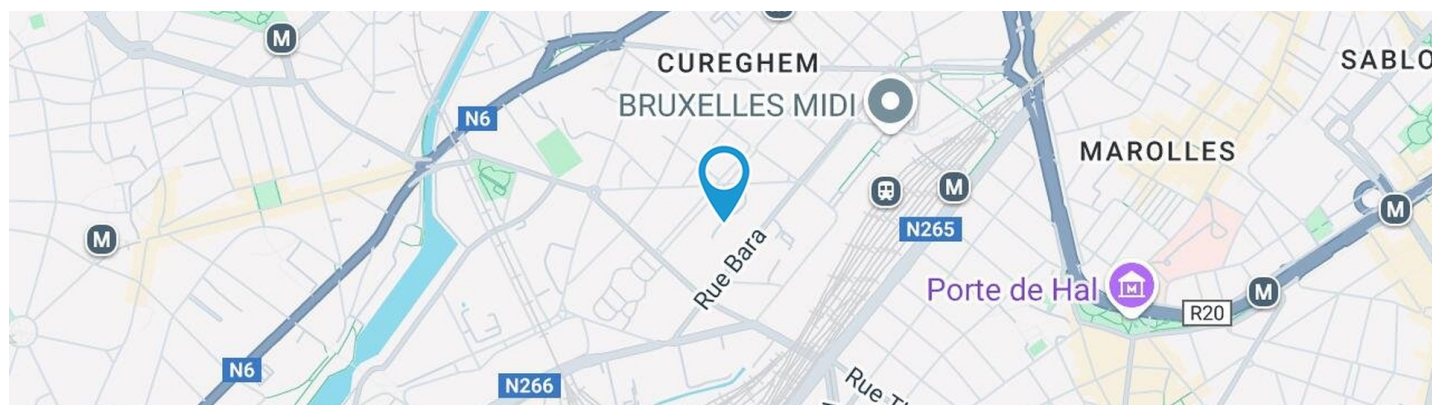 M
CUREGHEM
SABLO
BRUXELLES MIDI
N6
MAROLLES
M
M
M
N265
Rue Bara
Porte de Hal
M
R20
N6
N266
Rue T